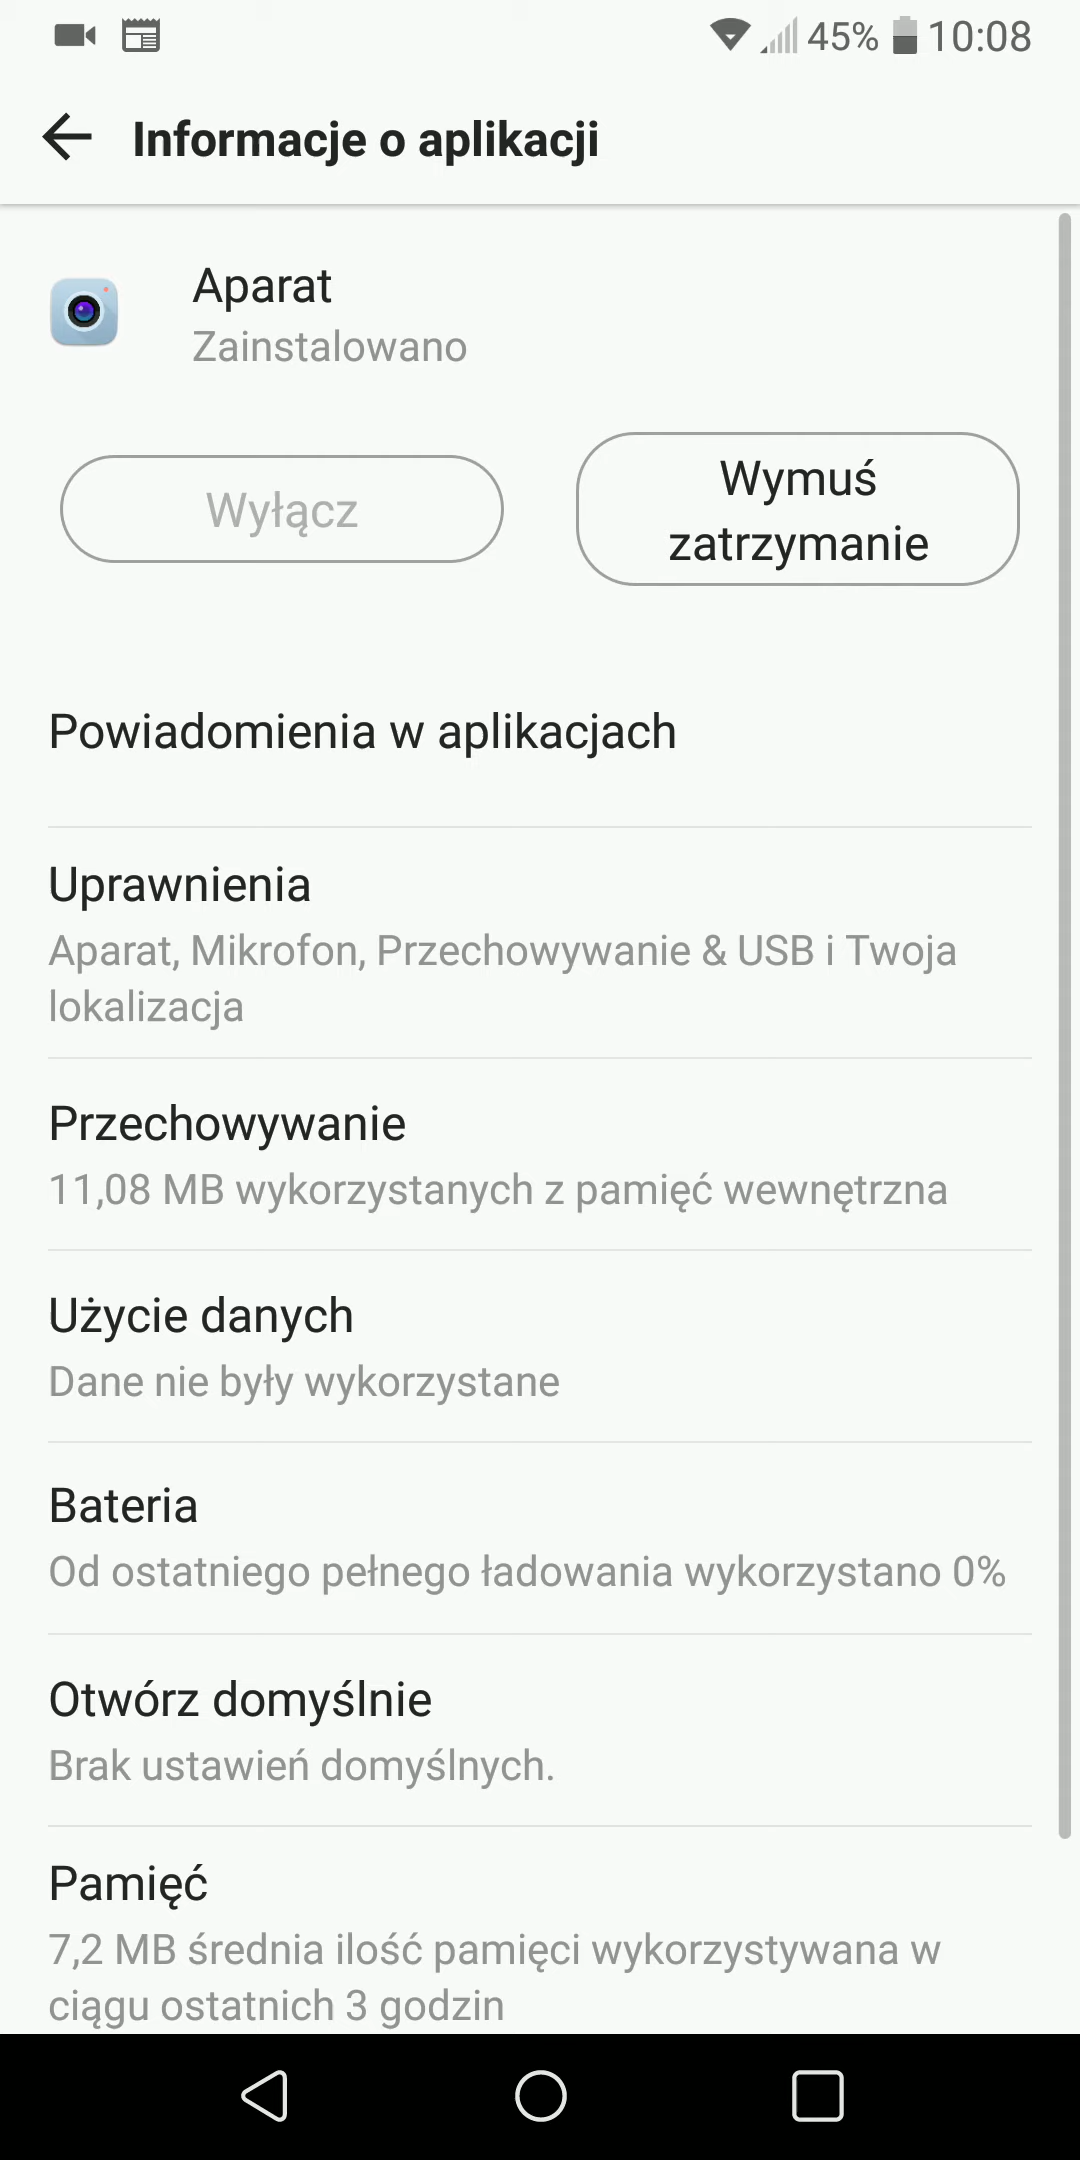 45% 10:08
Informacje o aplikacji
Aparat
Zainstalowano
Wyłącz
Wymuś
zatrzymanie
Powiadomienia w aplikacjach
Uprawnienia
Aparat, Mikrofon, Przechowywanie & USB i Twoja
lokalizacja
Przechowywanie
11,08 MB wykorzystanych z pamięć wewnętrzna
Użycie danych
Dane nie były wykorzystane
Bateria
Od ostatniego pełnego ładowania wykorzystano 0%
Otwórz domyślnie
Brak ustawień domyślnych.
Pamięć
7,2 MB średnia ilość pamięci wykorzystywana w
ciągu ostatnich 3 godzin